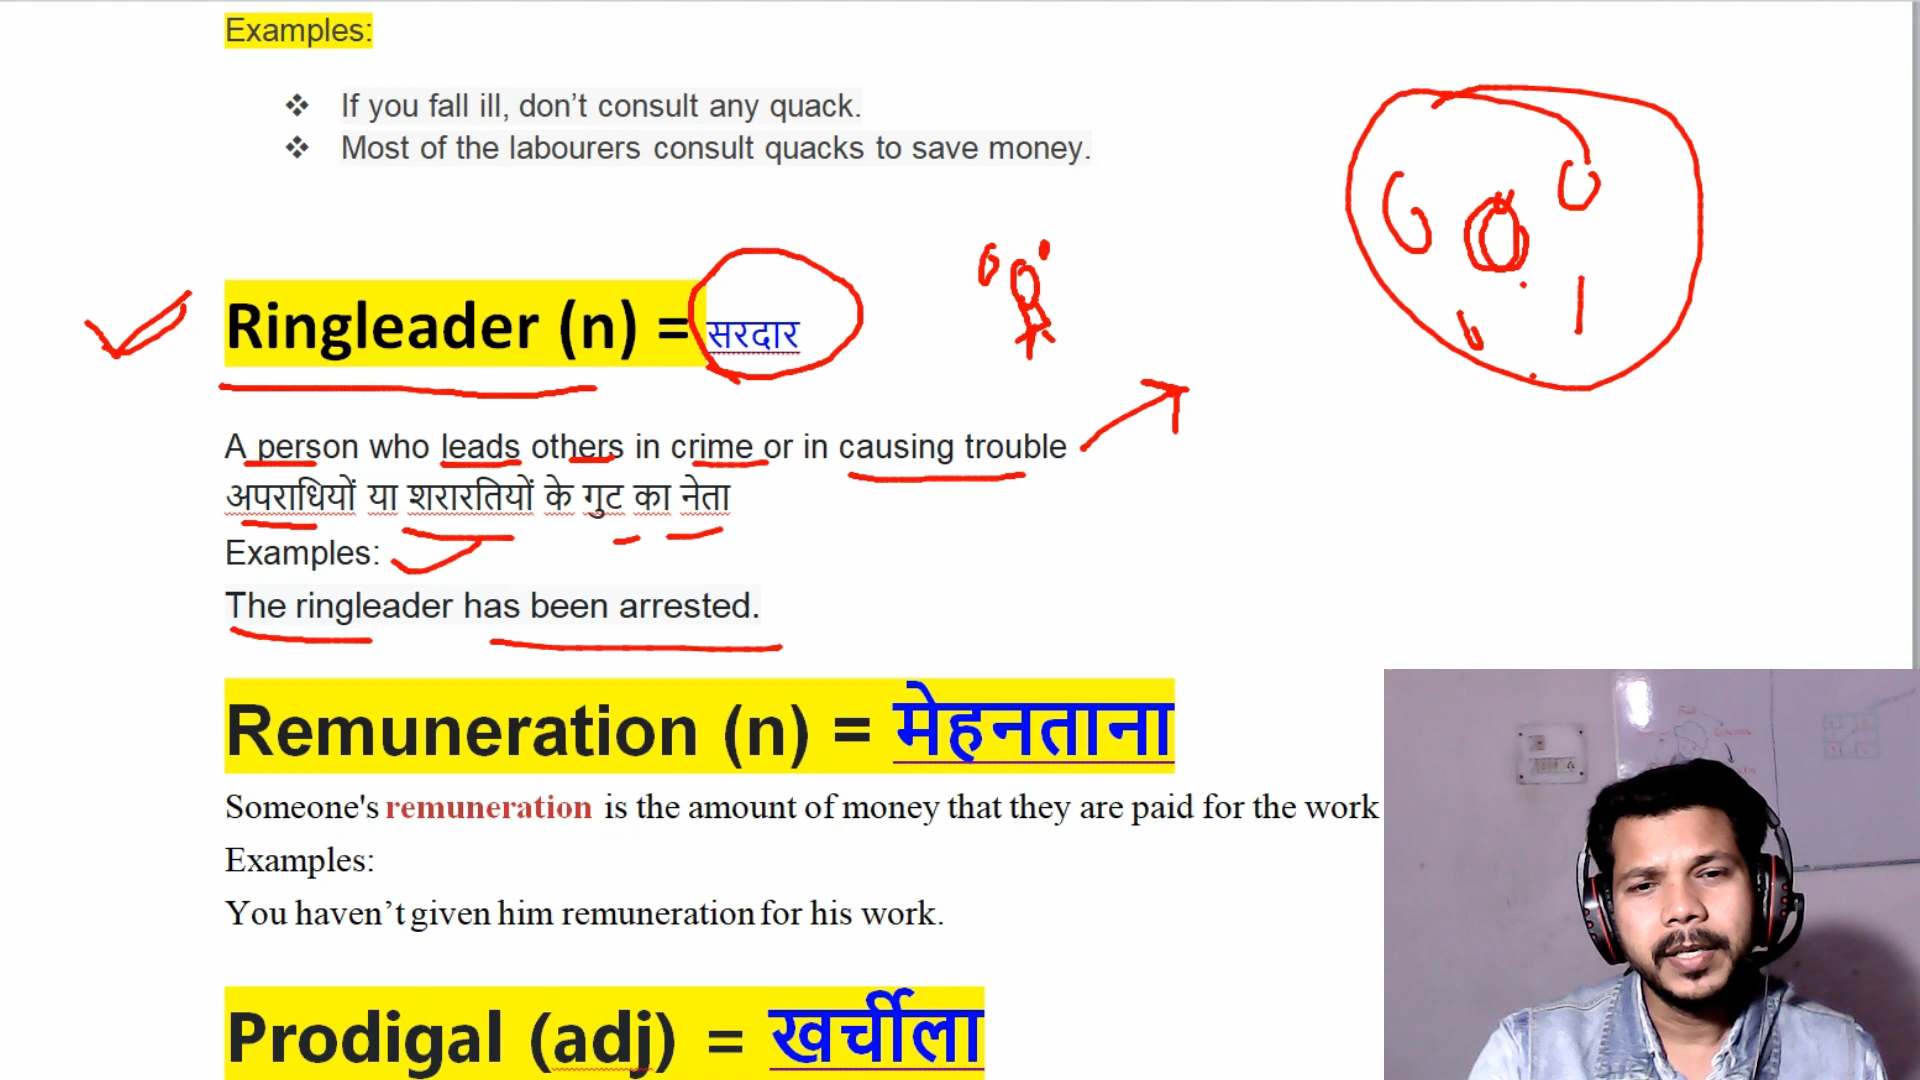 Examples:
❖ If you fall ill, don’t consult any quack.
❖ Most of the labourers consult quacks to save money.
Ringleader (n) = सरदार
A person who leads others in crime or in causing trouble
अपराधियों या शरारतियों के गुट का नेता
Examples:
The ringleader has been arrested.
Remuneration (n) = मेहनताना
Someone's remuneration is the amount of money that they are paid for the work
Examples:
You haven’t given him remuneration for his work.
Prodigal (adj) = खर्चीला